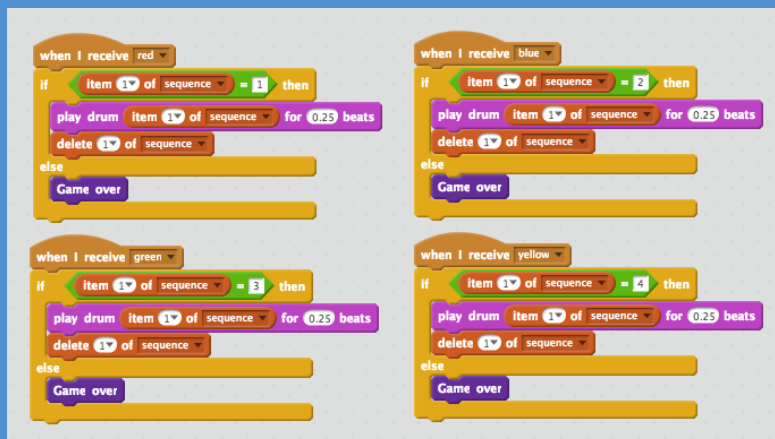 when I receive red
if item 1 of sequence = 1 then
play drum item 1 of sequence for 0.25 beats
delete 1 of sequence
else
Game over
when I receive blue
if item 1 of sequence = 2 then
play drum item 1 of sequence for 0.25 beats
delete 1 of sequence
else
Game over
when I receive green
if item 1 of sequence = 3 then
play drum item 1 of sequence for 0.25 beats
delete 1 of sequence
else
Game over
when I receive yellow
if item 1 of sequence = 4 then
play drum item 1 of sequence for 0.25 beats
delete 1 of sequence
else
Game over